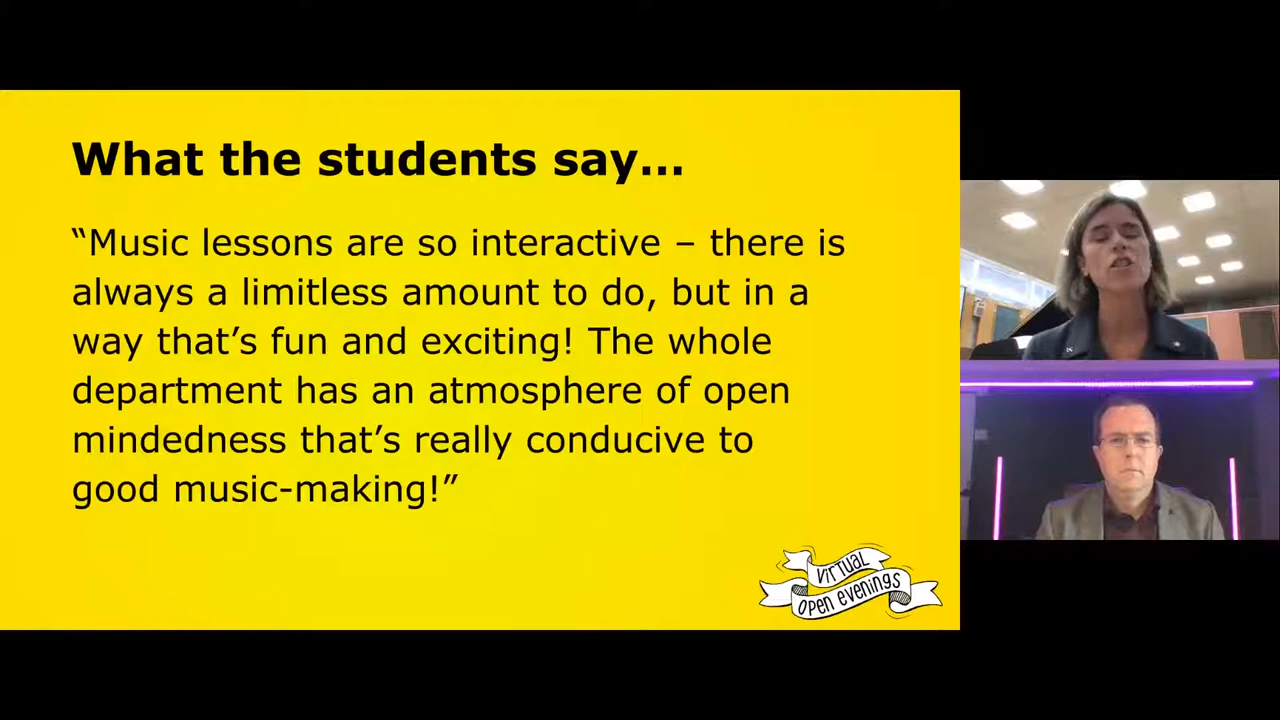 What the students say…
“Music lessons are so interactive – there is
always a limitless amount to do, but in a
way that’s fun and exciting! The whole
department has an atmosphere of open
mindedness that’s really conducive to
good music-making!”
VIRTUAL
OPEN EVENINGS